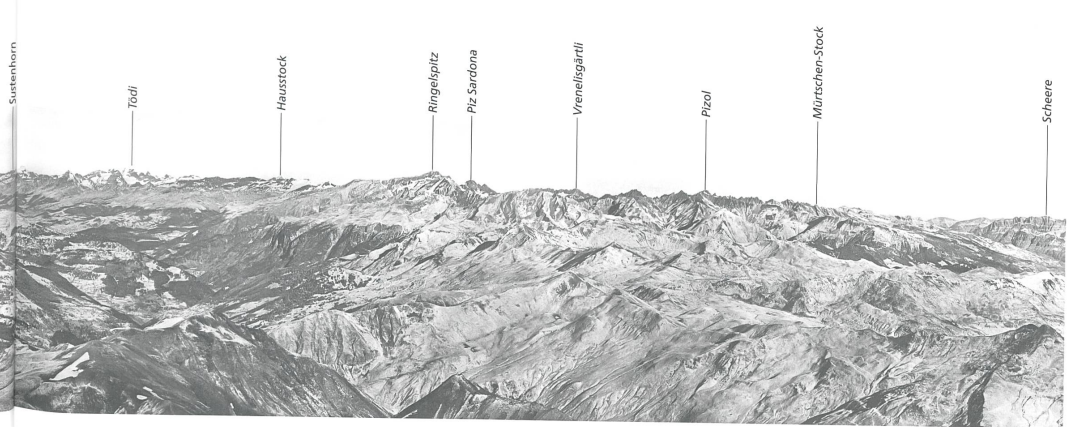 Sustenhorn
Tödi
Hausstock
Ringelspitz
Piz Sardona
Vrenelisgärtli
Pizol
Mürtschen-Stock
Scheere